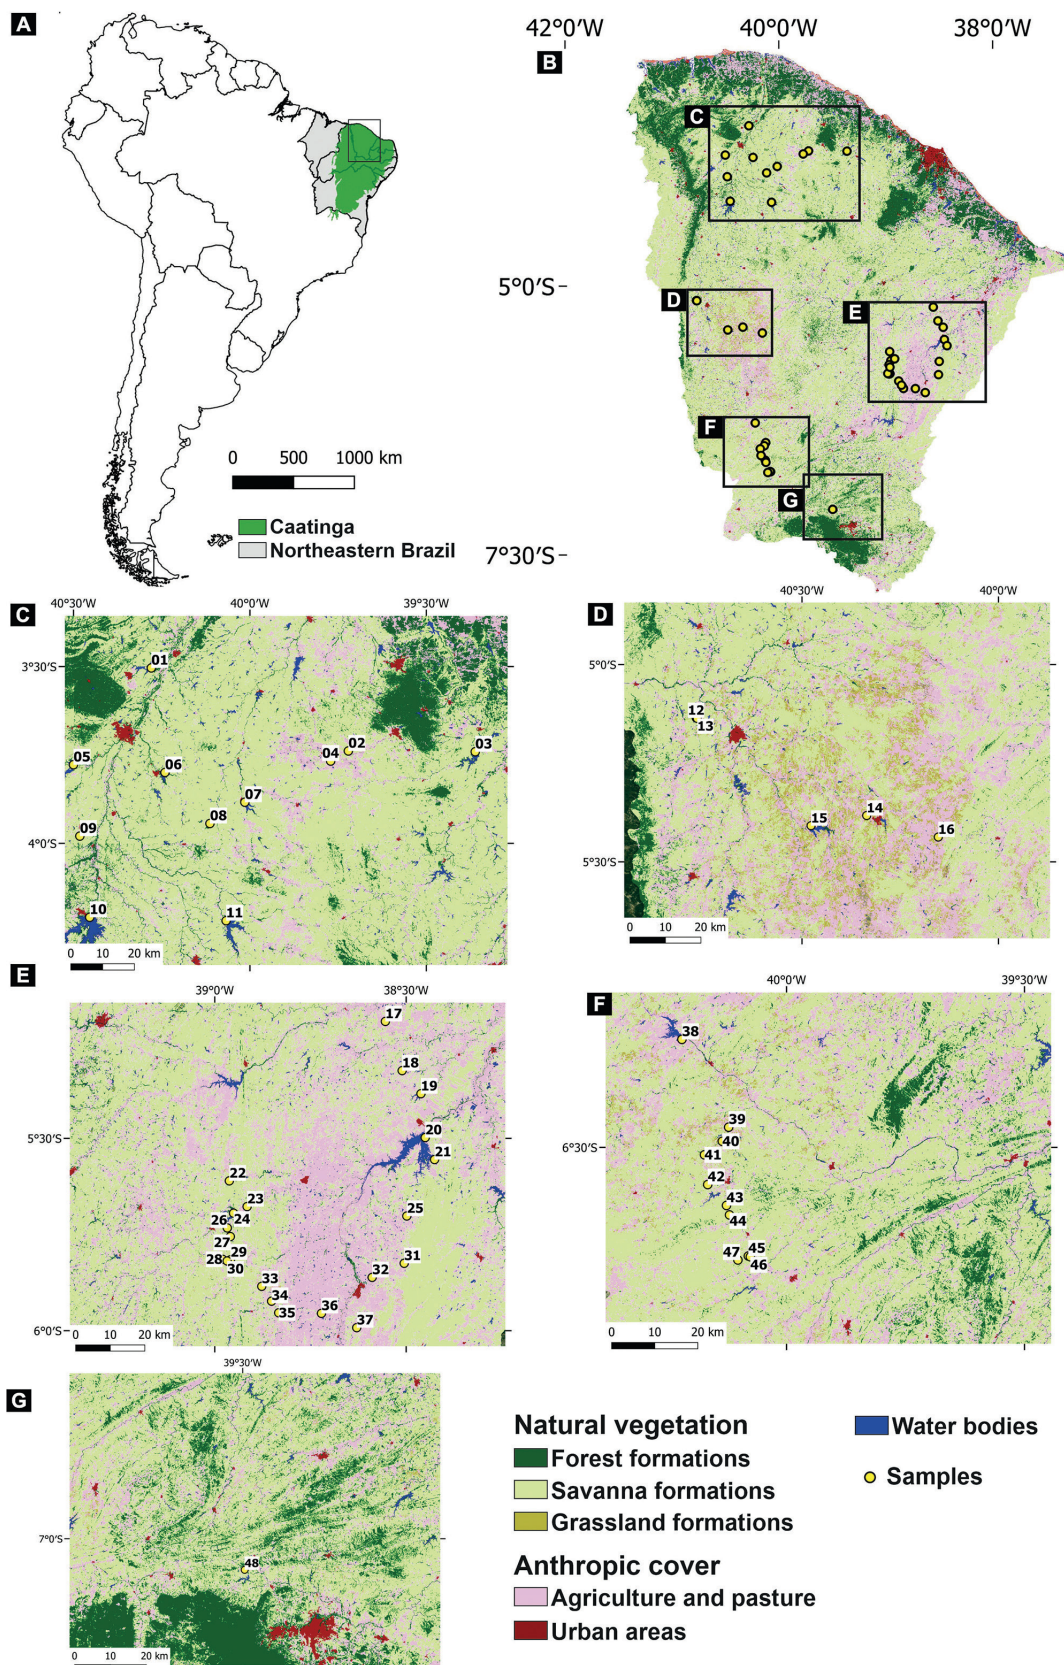 A
42°0'W 40°0'W 38°0'W
B
C
5°0'S
D
E
F
G
7°30'S
0 500 1000 km
Caatinga
Northeastern Brazil
C
40°30'W 40°0'W 39°30'W
3°30'S
4°0'S
01
02
03
04
05
06
07
08
09
10
11
0 10 20 km
D
40°30'W 40°0'W
5°0'S
5°30'S
12
13
14
15
16
0 10 20 km
E
39°0'W 38°30'W
5°30'S
6°0'S
17
18
19
20
21
22
23
24
25
26
27
28
29
30
31
32
33
34
35
36
37
0 10 20 km
F
40°0'W 39°30'W
6°30'S
38
39
40
41
42
43
44
45
46
47
0 10 20 km
G
39°30'W
7°0'S
48
0 10 20 km
Natural vegetation
Forest formations
Savanna formations
Grassland formations
Anthropic cover
Agriculture and pasture
Urban areas
Water bodies
Samples